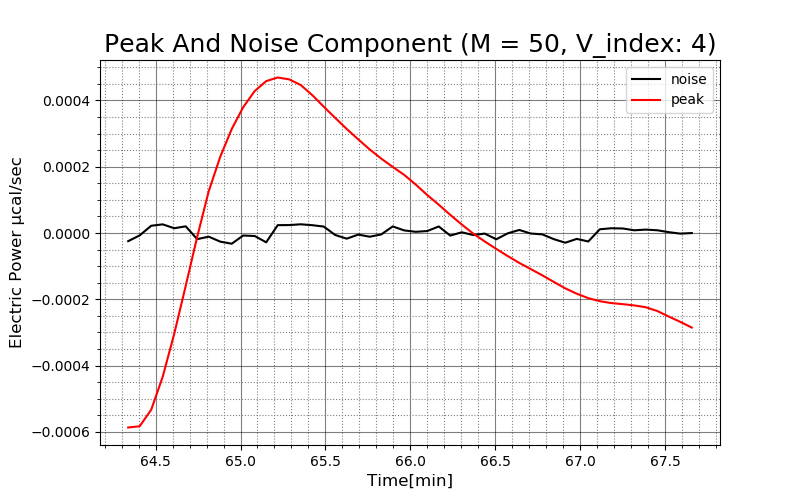 Peak And Noise Component (M = 50, V_index: 4)
noise
peak
Electric Power μcal/sec
0.0004
0.0002
0.0000
−0.0002
−0.0004
−0.0006
64.5 65.0 65.5 66.0 66.5 67.0 67.5
Time[min]